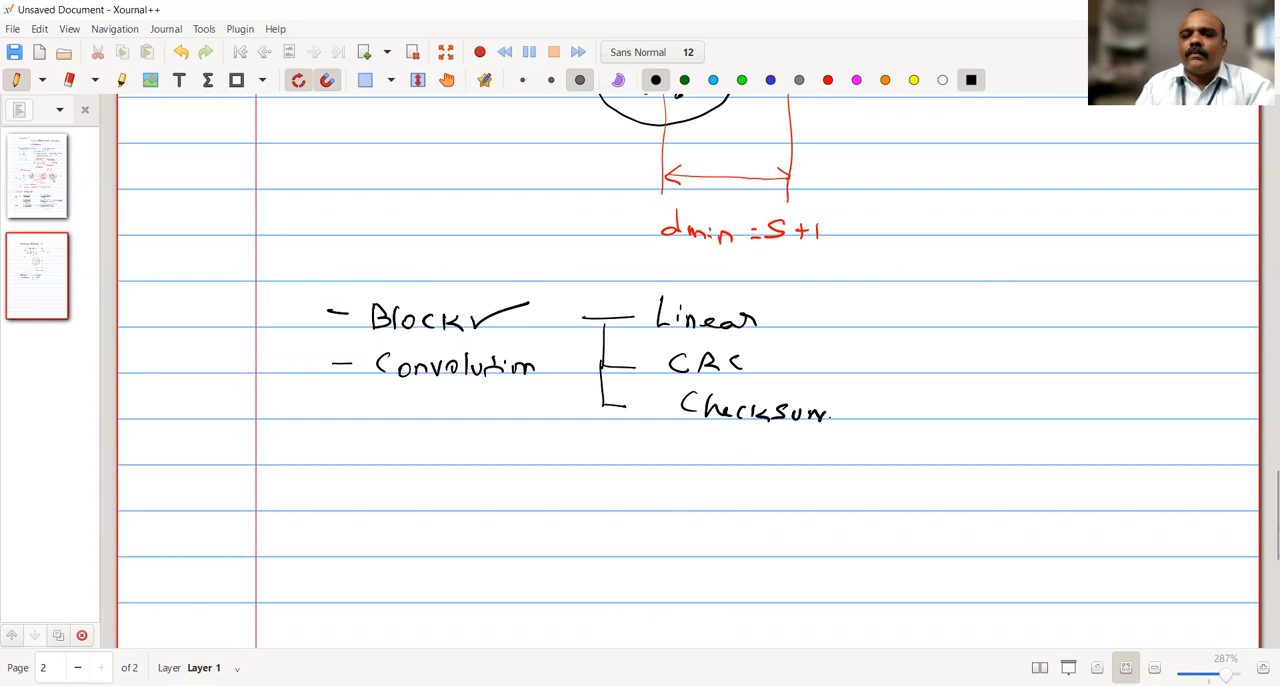 Unsaved Document - Xournal++
File Edit View Navigation Journal Tools Plugin Help
Sans Normal 12
dmin = S+1
- Block ✓ Linear
- Convolution CRC
Checksum
Page 2 of 2 Layer Layer 1 287%